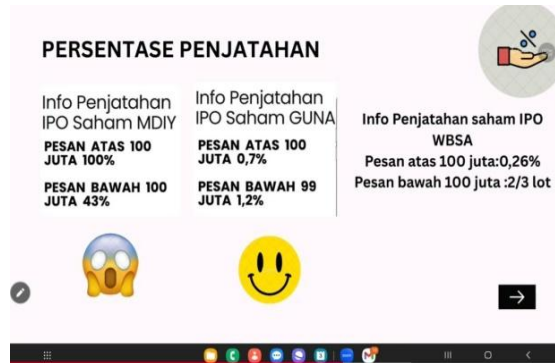 PERSENTASE PENJATAHAN
Info Penjatahan
IPO Saham MDIY
PESAN ATAS 100
JUTA 100%
PESAN BAWAH 100
JUTA 43%
Info Penjatahan
IPO Saham GUNA
PESAN ATAS 100
JUTA 0,7%
PESAN BAWAH 99
JUTA 1,2%
Info Penjatahan saham IPO
WBSA
Pesan atas 100 juta:0,26%
Pesan bawah 100 juta :2/3 lot